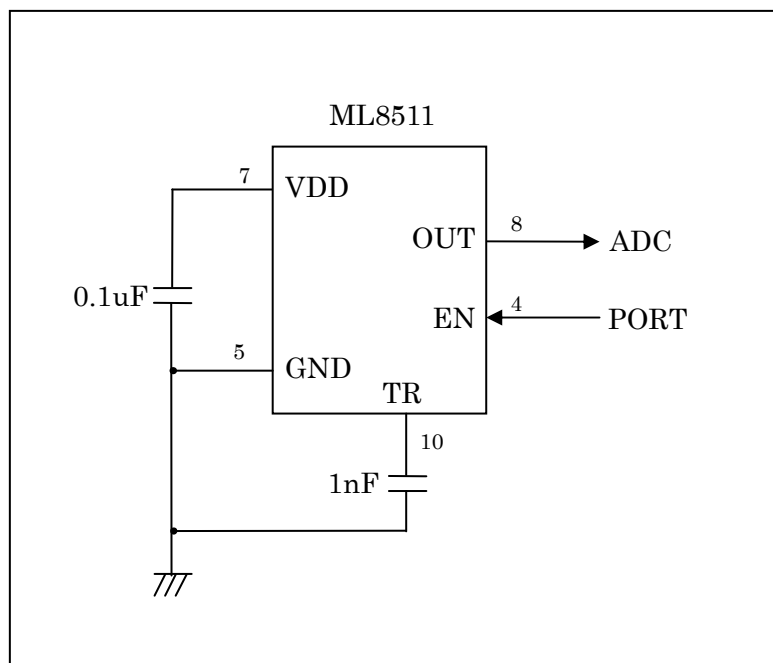 ML8511
7
VDD
OUT
8
ADC
0.1uF
EN
4
PORT
5
GND
TR
10
1nF